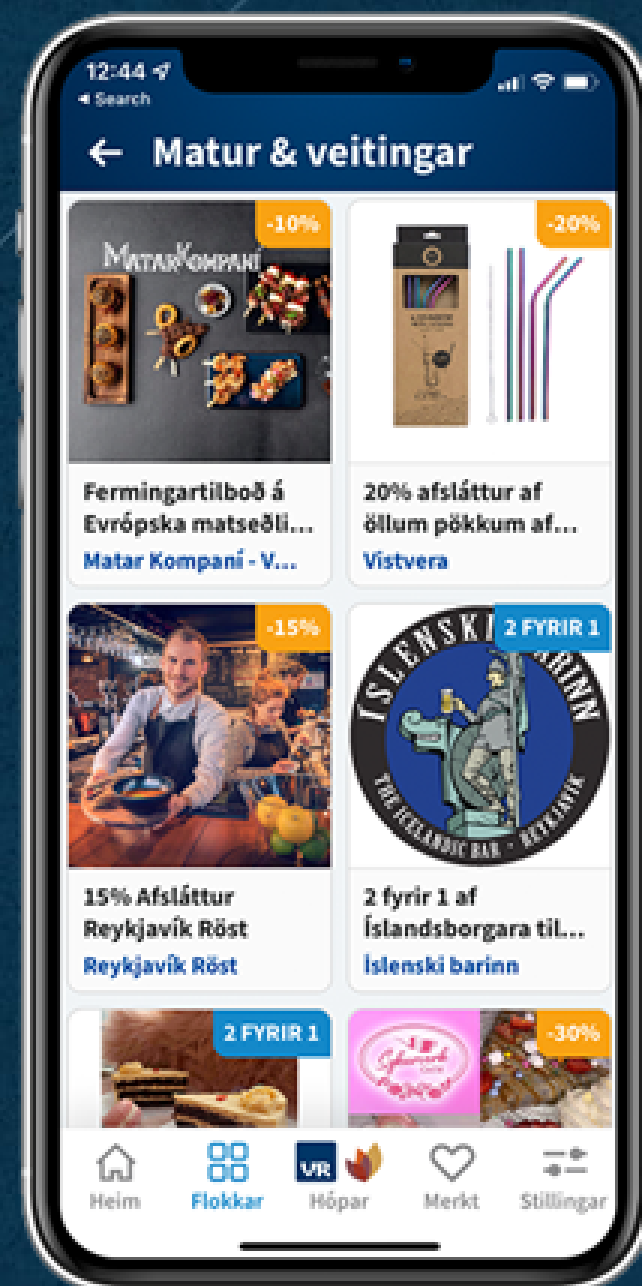 12:44
Search
Matur & veitingar
-10%
MATARKOMPANÍ
Fermingartilboð á
Evrópska matseðli...
Matar Kompaní - V...
-20%
20% afsláttur af
öllum pökkum af...
Vistvera
-15%
15% Afsláttur
Reykjavík Röst
Reykjavík Röst
2 FYRIR 1
THE ICELANDIC BAR · REYKJAVÍK
2 fyrir 1 af
Íslandsborgara til...
Íslenski barinn
2 FYRIR 1
-30%
Heim
Flokkar
VR
Hópar
Merkt
Stillingar